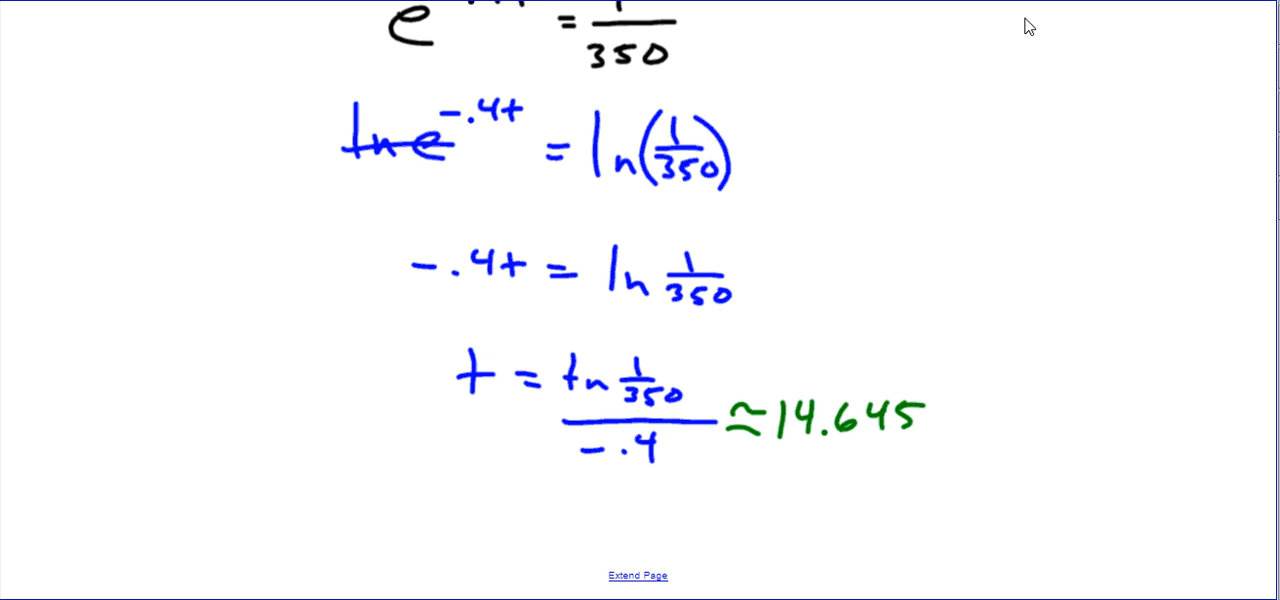 e = 1/350
ln e^-.4t = ln(1/350)
-.4t = ln 1/350
t = ln 1/350 / -.4 ≈ 14.645
Extend Page